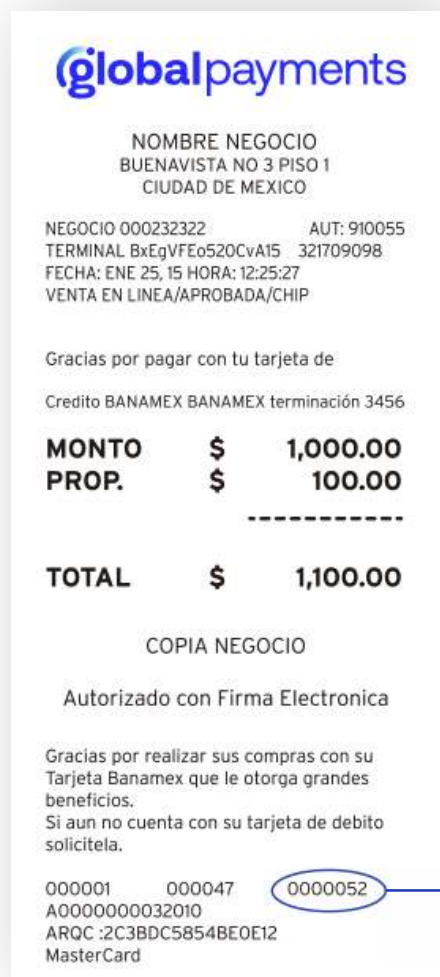 globalpayments
NOMBRE NEGOCIO
BUENAVISTA NO 3 PISO 1
CIUDAD DE MEXICO
NEGOCIO 000232322 AUT: 910055
TERMINAL BxEgVFEo520CvA15 321709098
FECHA: ENE 25, 15 HORA: 12:25:27
VENTA EN LINEA/APROBADA/CHIP
Gracias por pagar con tu tarjeta de
Credito BANAMEX BANAMEX terminación 3456
MONTO $ 1,000.00
PROP. $ 100.00
-----------
TOTAL $ 1,100.00
COPIA NEGOCIO
Autorizado con Firma Electronica
Gracias por realizar sus compras con su
Tarjeta Banamex que le otorga grandes
beneficios.
Si aun no cuenta con su tarjeta de debito
solicitela.
000001 000047 0000052
A0000000032010
ARQC :2C3BDC5854BE0E12
MasterCard